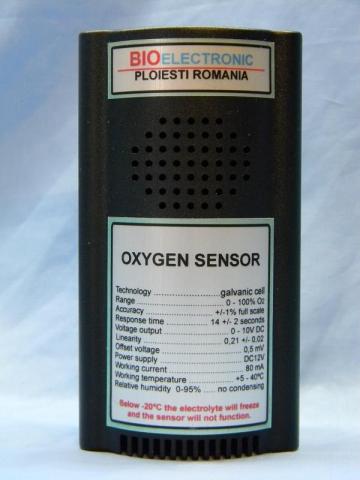 BIOELECTRONIC
PLOIESTI ROMANIA
OXYGEN SENSOR
Technology ........................ galvanic cell
Range ........................ 0 - 100% O2
Accuracy ........................ +/-1% full scale
Response time ............ 14 +/- 2 seconds
Voltage output ........................ 0 - 10V DC
Linearity ........................ 0,21 +/- 0,02
Offset voltage ........................ 0,5 mV
Power supply ........................ DC12V
Working current ........................ 80 mA
Working temperature ............ +5 - 40ºC
Relative humidity 0-95% ..... no condensing
Below -20ºC the electrolyte will freeze
and the sensor will not function.